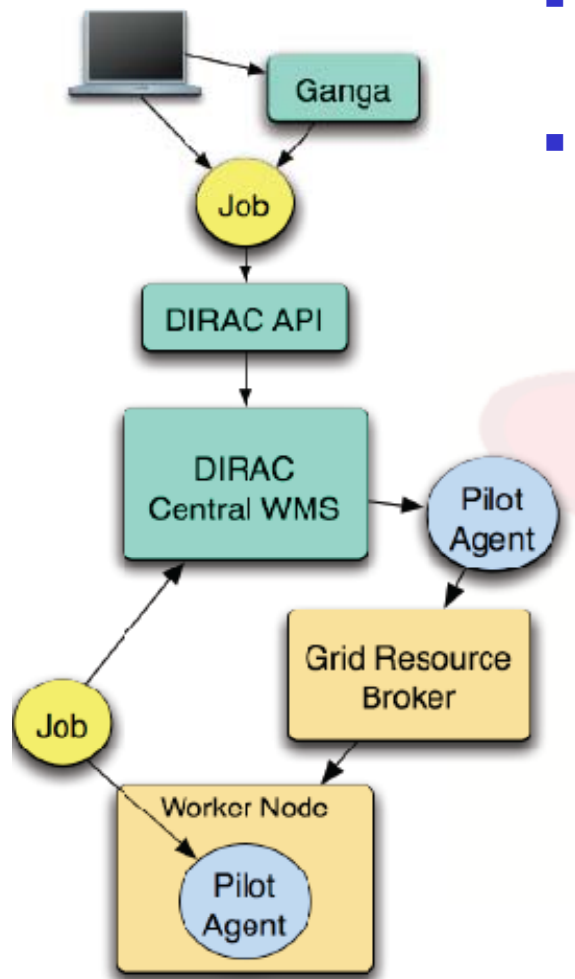 Ganga
Job
DIRAC API
DIRAC
Central WMS
Pilot
Agent
Grid Resource
Broker
Job
Worker Node
Pilot
Agent